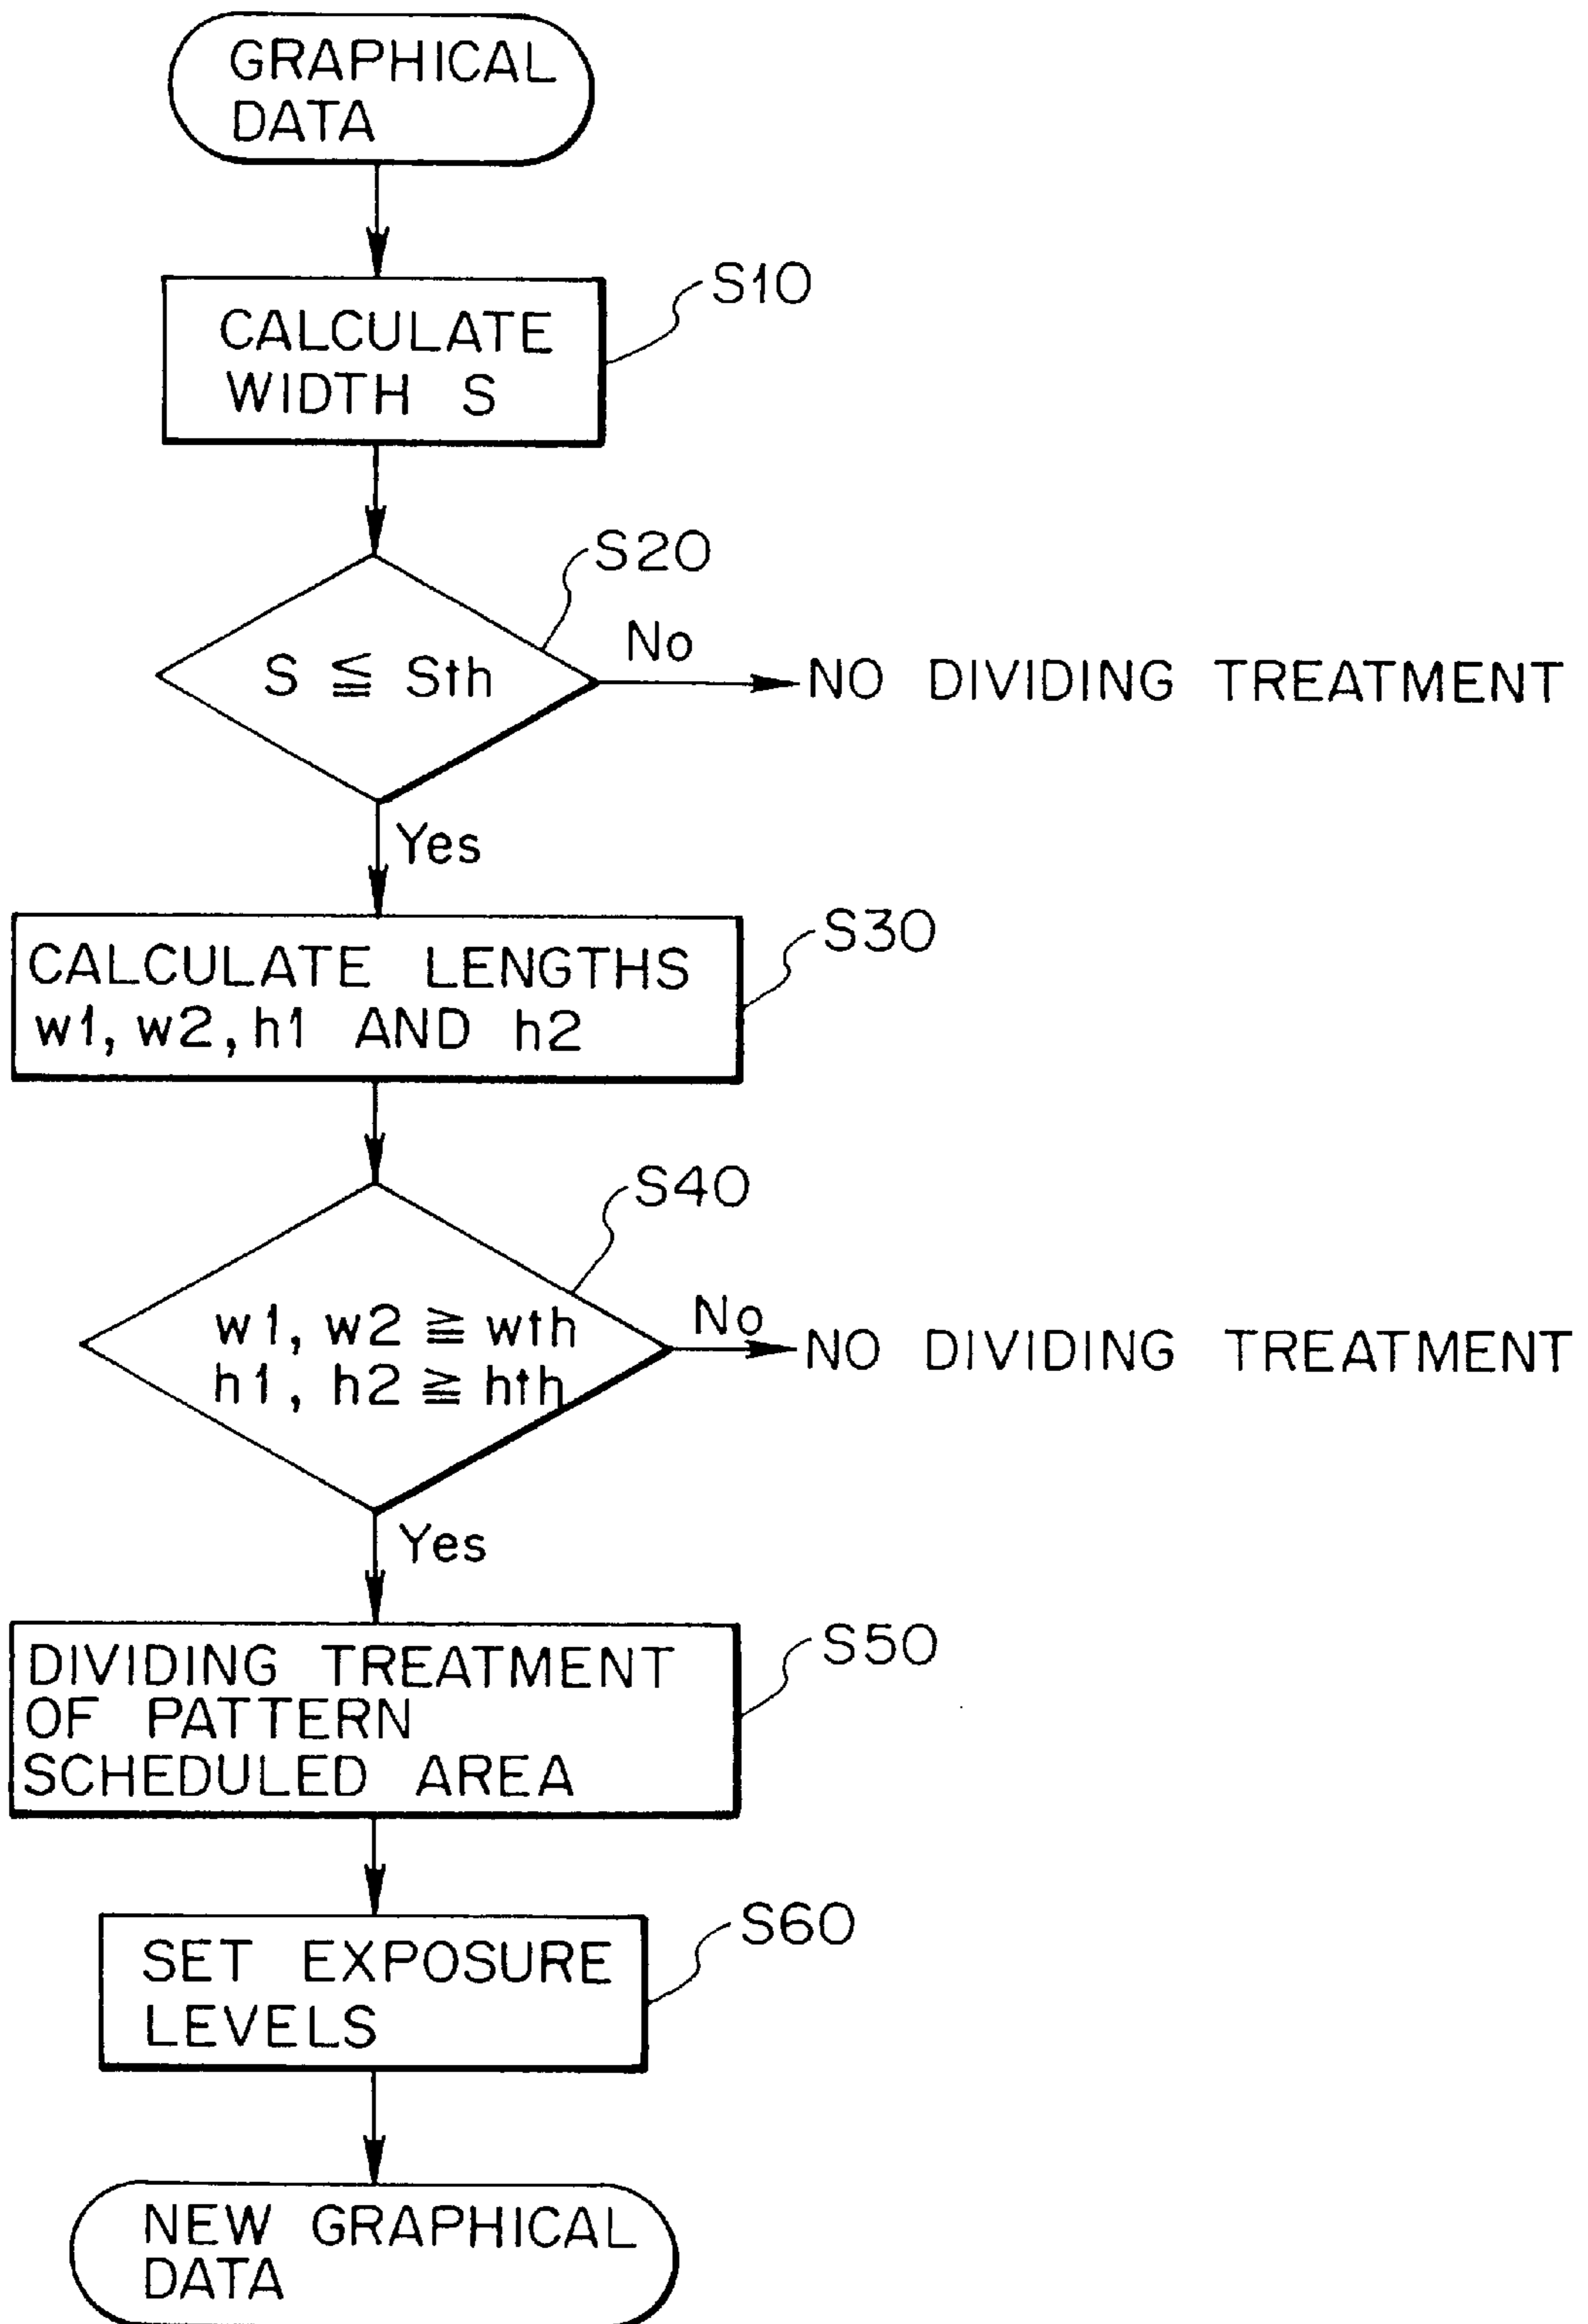 GRAPHICAL
DATA
S10
CALCULATE
WIDTH S
S20
S ≦ Sth
No
NO DIVIDING TREATMENT
Yes
S30
CALCULATE LENGTHS
w1, w2, h1 AND h2
S40
w1, w2 ≧ wth
h1, h2 ≧ hth
No
NO DIVIDING TREATMENT
Yes
S50
DIVIDING TREATMENT
OF PATTERN
SCHEDULED AREA
S60
SET EXPOSURE
LEVELS
NEW GRAPHICAL
DATA